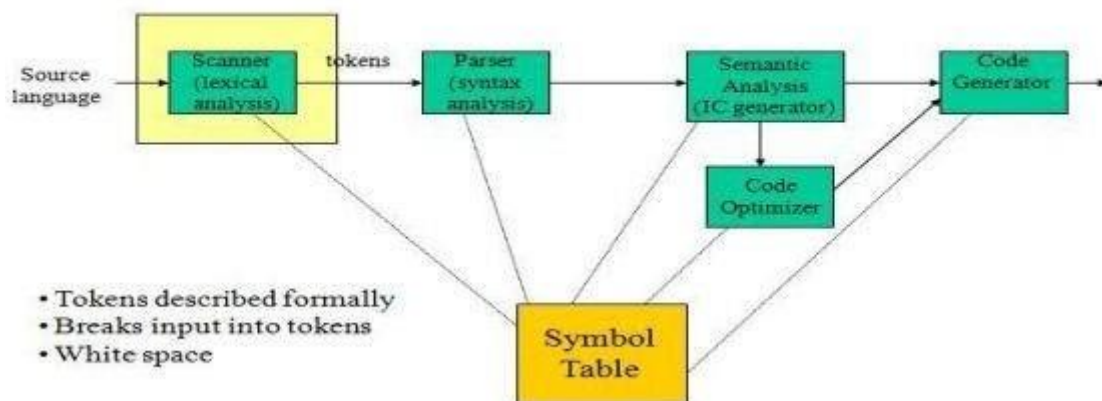 Source
language
Scanner
(lexical
analysis)
tokens
Parser
(syntax
analysis)
Semantic
Analysis
(IC generator)
Code
Generator
Code
Optimizer
• Tokens described formally
• Breaks input into tokens
• White space
Symbol
Table